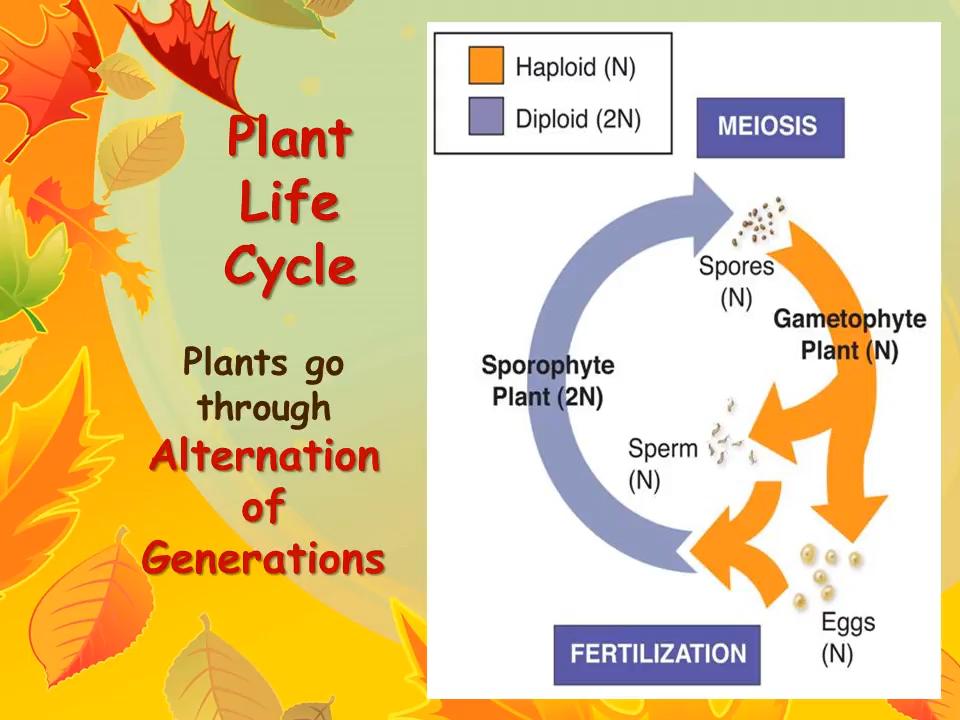 Plant
Life
Cycle
Plants go
through
Alternation
of
Generations
Haploid (N)
Diploid (2N)
MEIOSIS
Spores
(N)
Gametophyte
Plant (N)
Sporophyte
Plant (2N)
Sperm
(N)
Eggs
(N)
FERTILIZATION